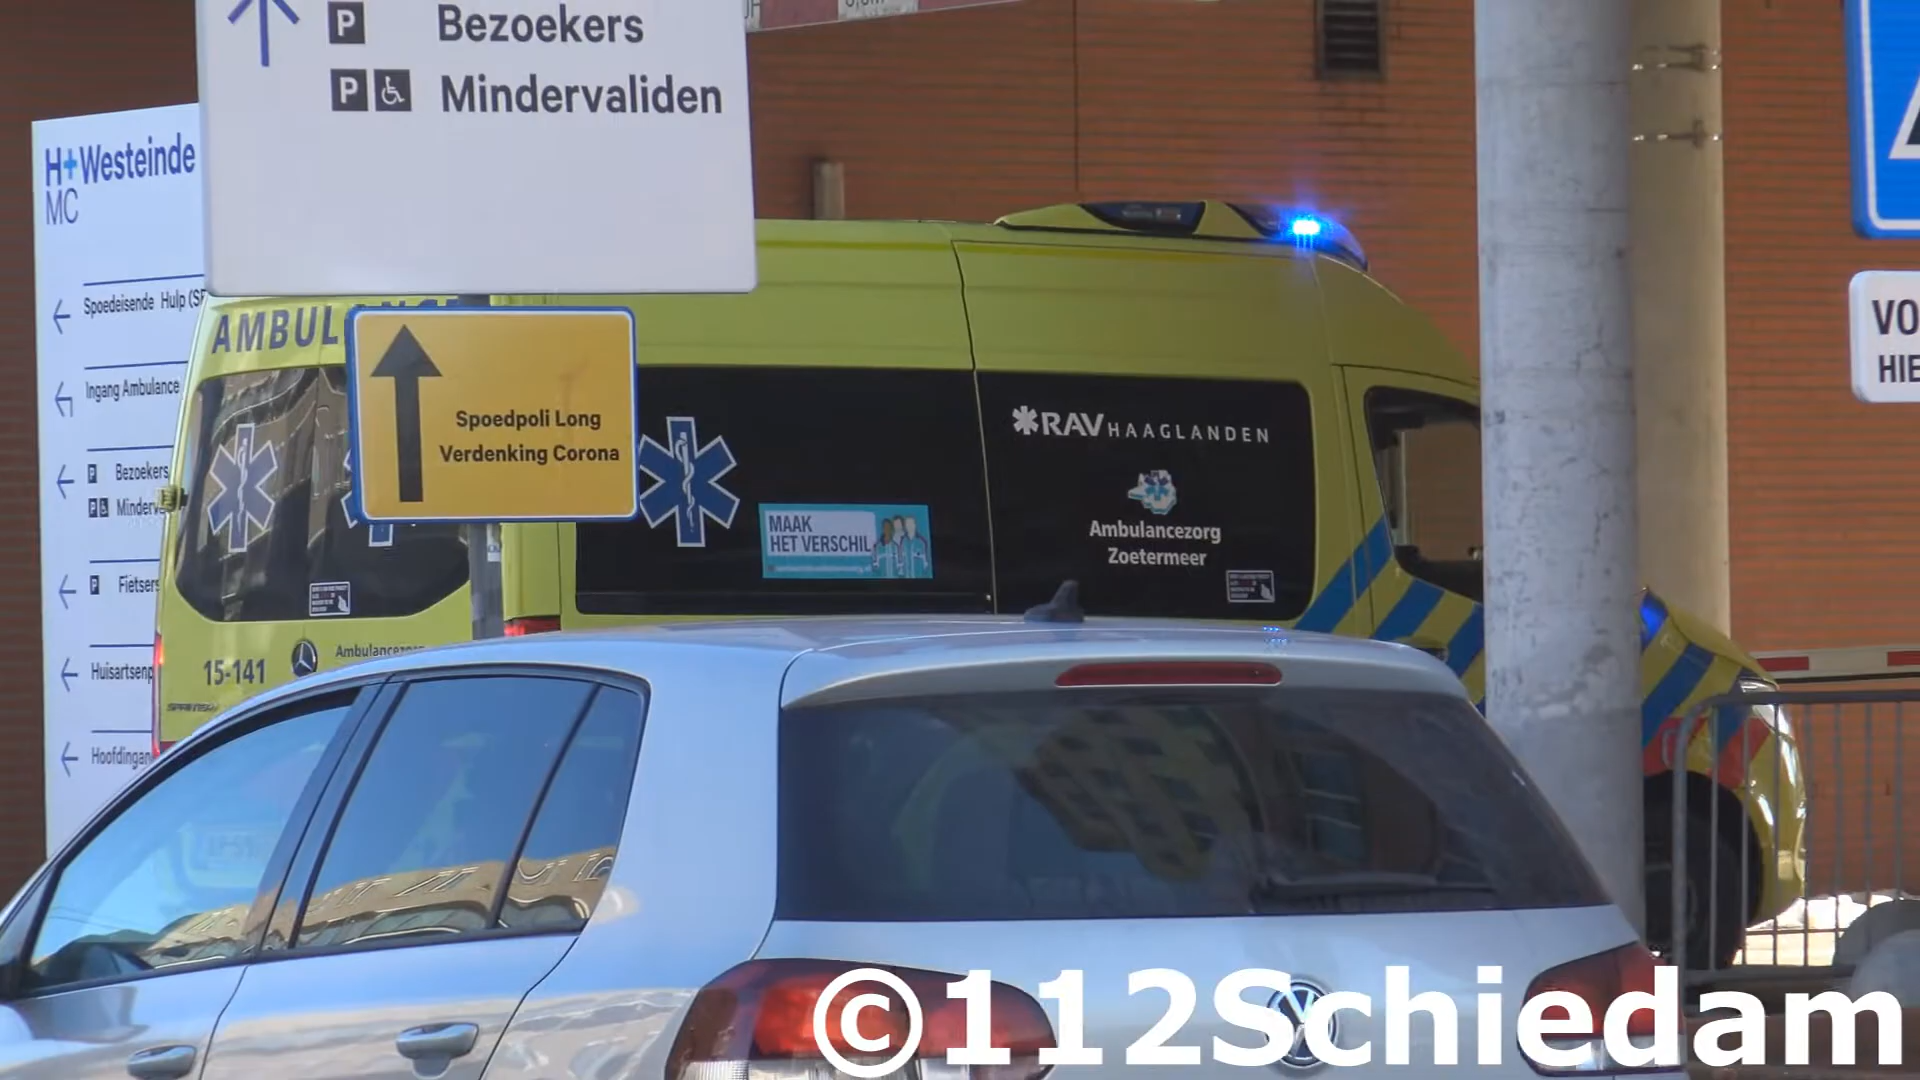 P Bezoekers
P Mindervaliden
H+Westeinde
MC
Spoedeisende Hulp
Ingang Ambulance
P Bezoekers
P
P Fietsers
AMBUL
Spoedpoli Long
Verdenking Corona
RAV HAAGLANDEN
MAAK
HET VERSCHIL
Ambulancezorg
Zoetermeer
15-141
VO
HIE
©112Schiedam